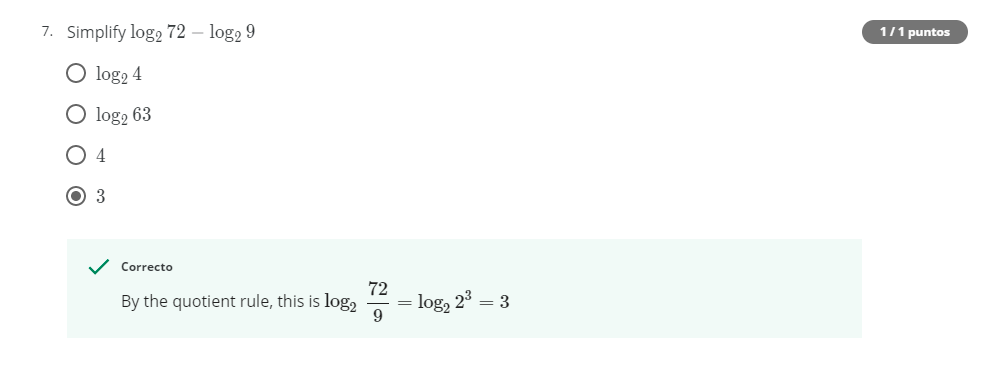 7. Simplify log₂ 72 − log₂ 9
1 / 1 puntos
log₂ 4
log₂ 63
4
3
Correcto
By the quotient rule, this is log₂ 72/9 = log₂ 2³ = 3